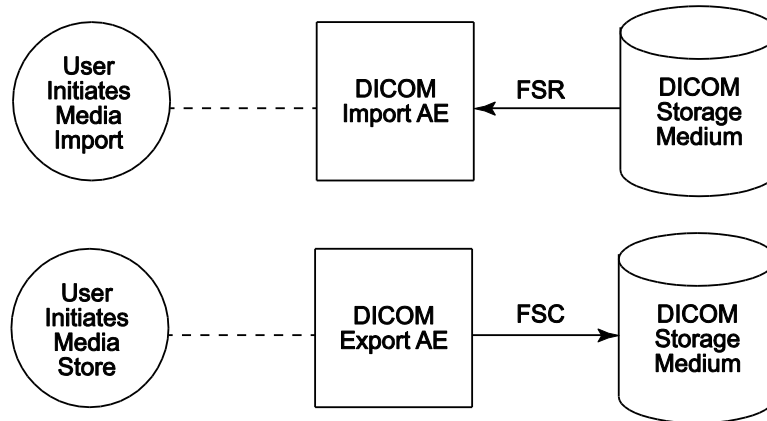 User
Initiates
Media
Import
DICOM
Import AE
FSR
DICOM
Storage
Medium
User
Initiates
Media
Store
DICOM
Export AE
FSC
DICOM
Storage
Medium